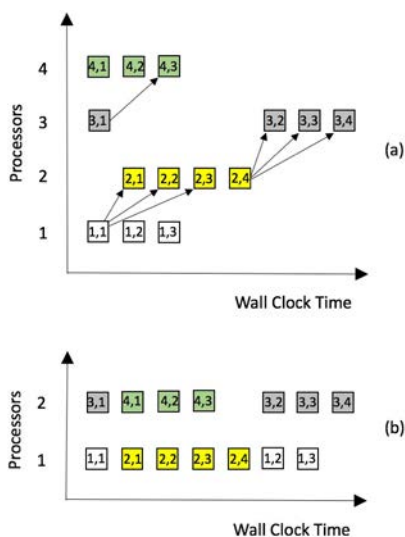 4
4,1 4,2 4,3
3
3,1 3,2 3,3 3,4
(a)
Processors
2
2,1 2,2 2,3 2,4
1
1,1 1,2 1,3
Wall Clock Time
2
3,1 4,1 4,2 4,3 3,2 3,3 3,4
(b)
Processors
1
1,1 2,1 2,2 2,3 2,4 1,2 1,3
Wall Clock Time